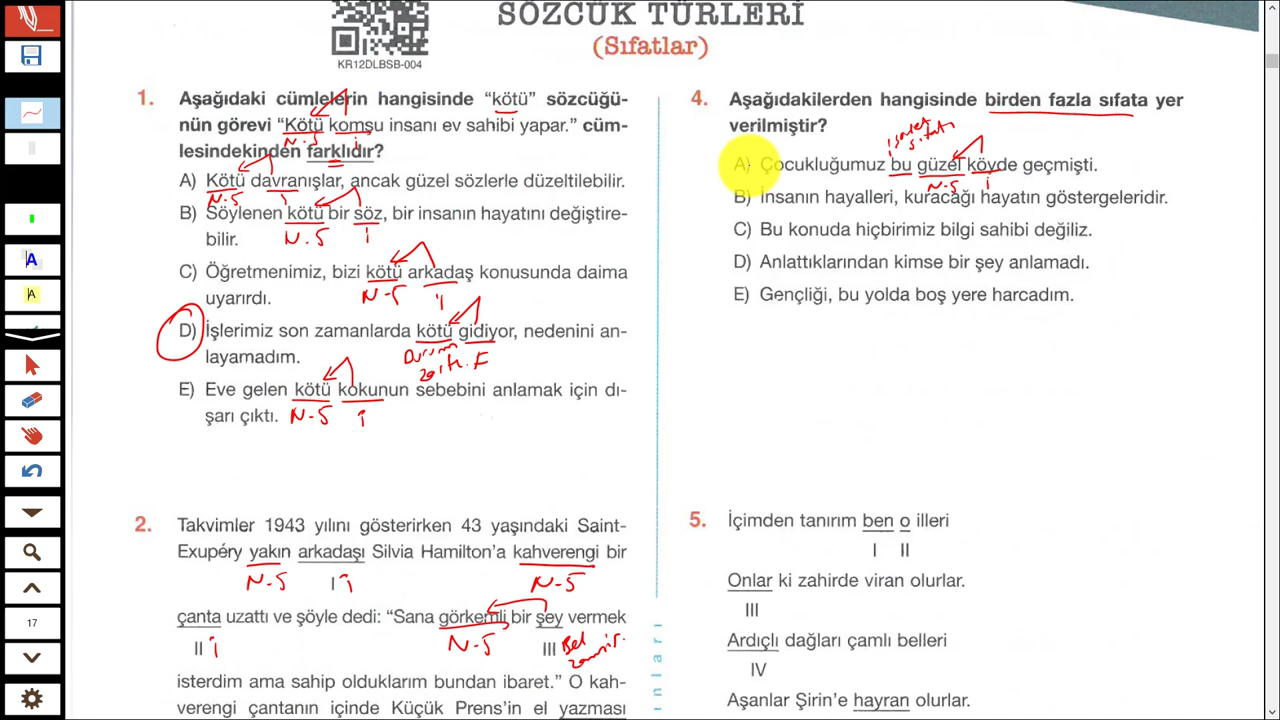 SÖZCÜK TÜRLERİ
(Sıfatlar)
KR12DLBSB-004
1. Aşağıdaki cümlelerin hangisinde “kötü” sözcüğü-
nün görevi “Kötü komşu insanı ev sahibi yapar.” cüm-
N-S i
lesindekinden farklıdır?
A) Kötü davranışlar, ancak güzel sözlerle düzeltilebilir.
N-S i
B) Söylenen kötü bir söz, bir insanın hayatını değiştire-
N-S i
bilir.
C) Öğretmenimiz, bizi kötü arkadaş konusunda daima
N-S i
uyarırdı.
D) İşlerimiz son zamanlarda kötü gidiyor, nedenini an-
Durum
layamadım.
F
E) Eve gelen kötü kokunun sebebini anlamak için dı-
N-S i
şarı çıktı.
2. Takvimler 1943 yılını gösterirken 43 yaşındaki Saint-
Exupéry yakın arkadaşı Silvia Hamilton’a kahverengi bir
N-S I i N-S
çanta uzattı ve şöyle dedi: “Sana görkemli bir şey vermek
II i N-S III Bel
isterdim ama sahip olduklarım bundan ibaret.” O kah-
verengi çantanın içinde Küçük Prens’in el yazması
4. Aşağıdakilerden hangisinde birden fazla sıfata yer
verilmiştir?
işaret
sıfatı
A) Çocukluğumuz bu güzel köyde geçmişti.
N-S i
B) İnsanın hayalleri, kuracağı hayatın göstergeleridir.
C) Bu konuda hiçbirimiz bilgi sahibi değiliz.
D) Anlattıklarından kimse bir şey anlamadı.
E) Gençliği, bu yolda boş yere harcadım.
5. İçimden tanırım ben o illeri
I II
Onlar ki zahirde viran olurlar.
III
Ardıçlı dağları çamlı belleri
IV
Aşanlar Şirin’e hayran olurlar.
nları
A
A
17